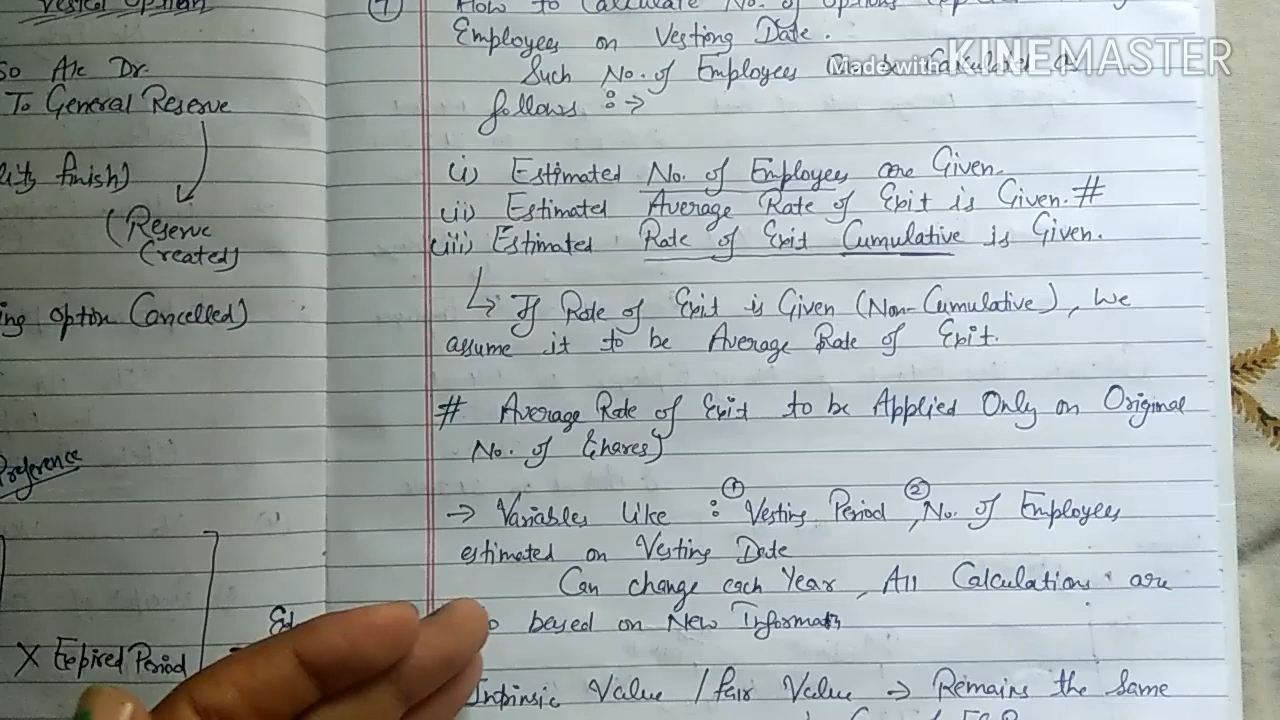 Vested Option
So A/c Dr.
To General Reserve
finish)
(Reserve
Created)
ing option Cancelled)
Preference
X Expired Period
(7) How to Calculate No. of Options
Employees on Vesting Date.
Such No. of Employees Can be Calculated as
follows :→
(i) Estimated No. of Employees are Given.
(ii) Estimated Average Rate of Exit is Given. #
(iii) Estimated Rate of Exit Cumulative is Given.
↳ If Rate of Exit is Given (Non-Cumulative), We
assume it to be Average Rate of Exit.
# Average Rate of Exit to be Applied Only on Original
No. of Shares}
→ Variables like : ① Vesting Period, ② No. of Employees
estimated on Vesting Date
Can change each Year, All Calculations are
based on New Informatn
Intrinsic Value / Fair Value → Remains the Same
Made with KINEMASTER